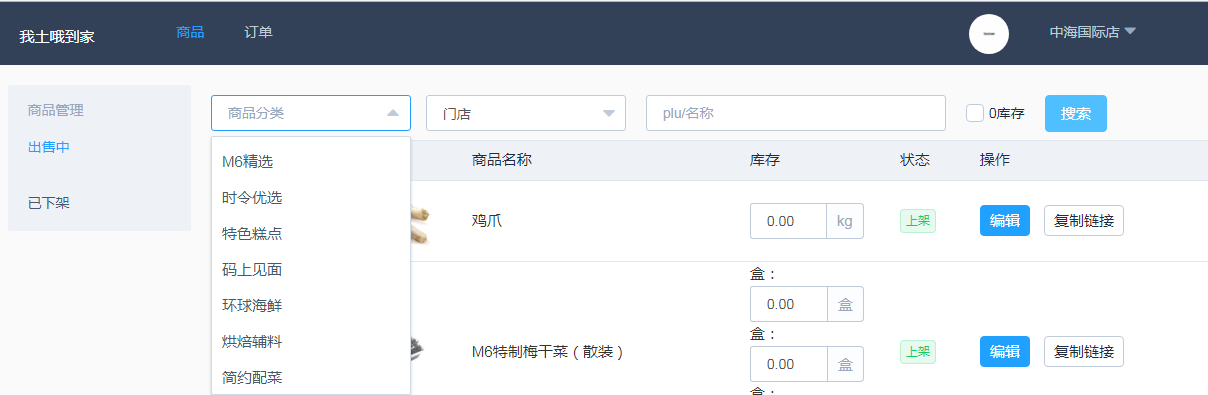 我土哦到家
商品
订单
中海国际店
商品管理
出售中
已下架
商品分类
门店
plu/名称
0库存
搜索
M6精选
时令优选
特色糕点
码上见面
环球海鲜
烘焙辅料
简约配菜
商品名称
库存
状态
操作
鸡爪
0.00
kg
上架
编辑
复制链接
盒：
0.00
盒
盒：
0.00
盒
盒：
M6特制梅干菜（散装）
上架
编辑
复制链接